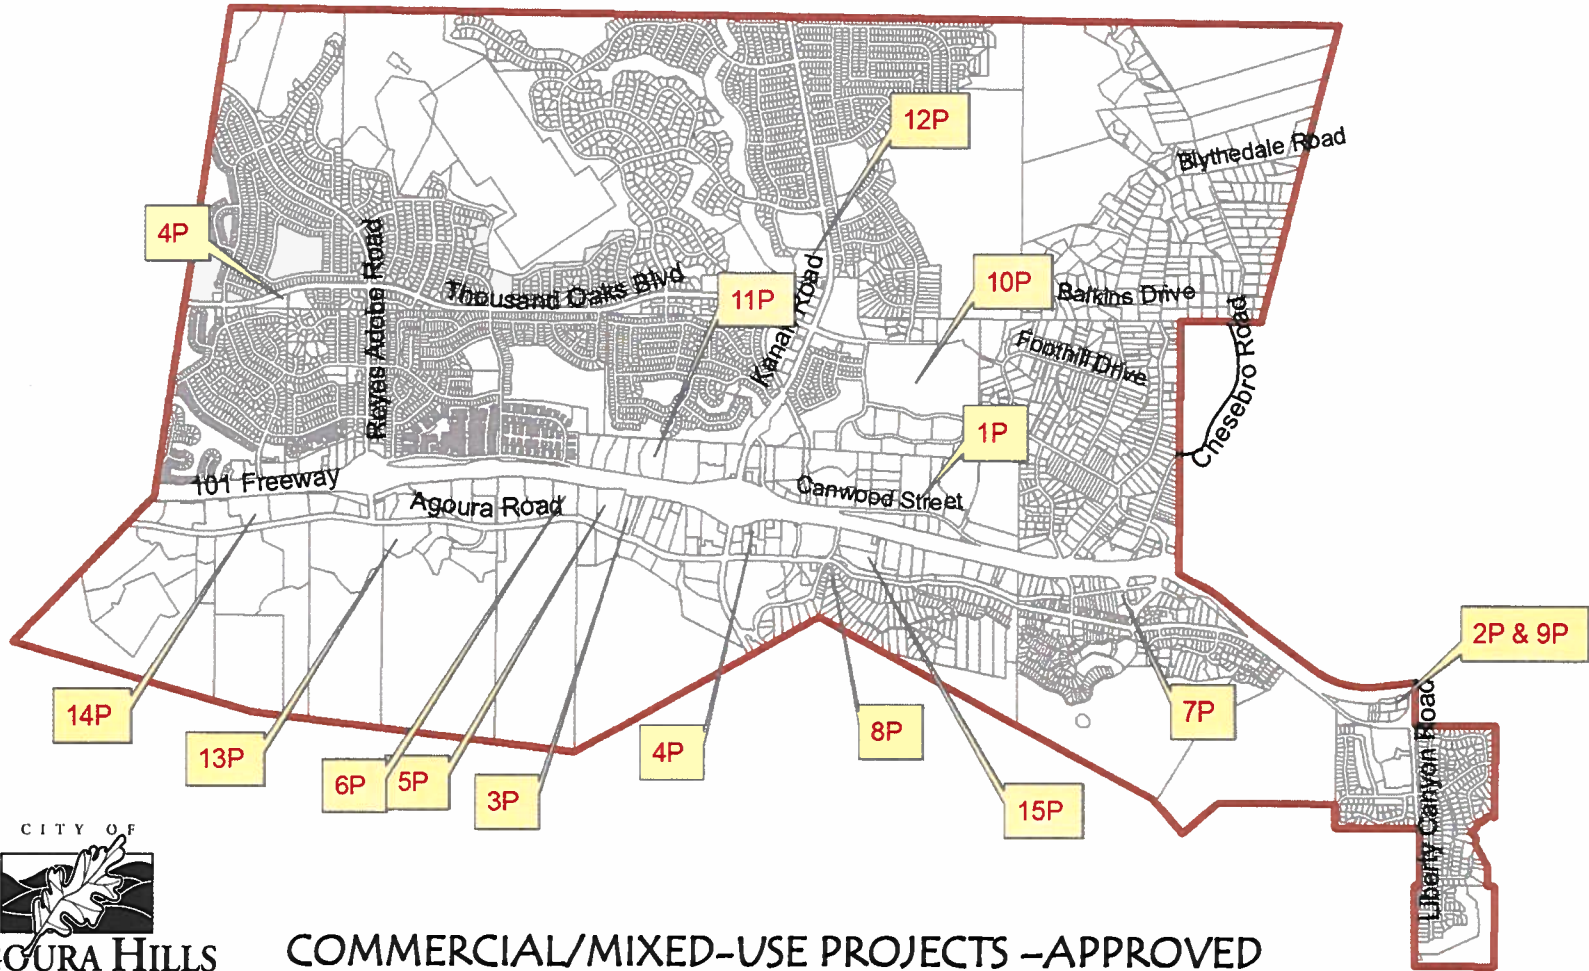 12P
Blythedale Road
4P
Reyes Adobe Road
Thousand Oaks Blvd
11P
Kanan Road
10P
Balkins Drive
Foothill Drive
Chesebro Road
1P
101 Freeway
Agoura Road
Canwood Street
2P & 9P
14P
13P
6P
5P
3P
4P
8P
15P
7P
Liberty Canyon Road
CITY OF
GOURA HILLS
COMMERCIAL/MIXED-USE PROJECTS –APPROVED